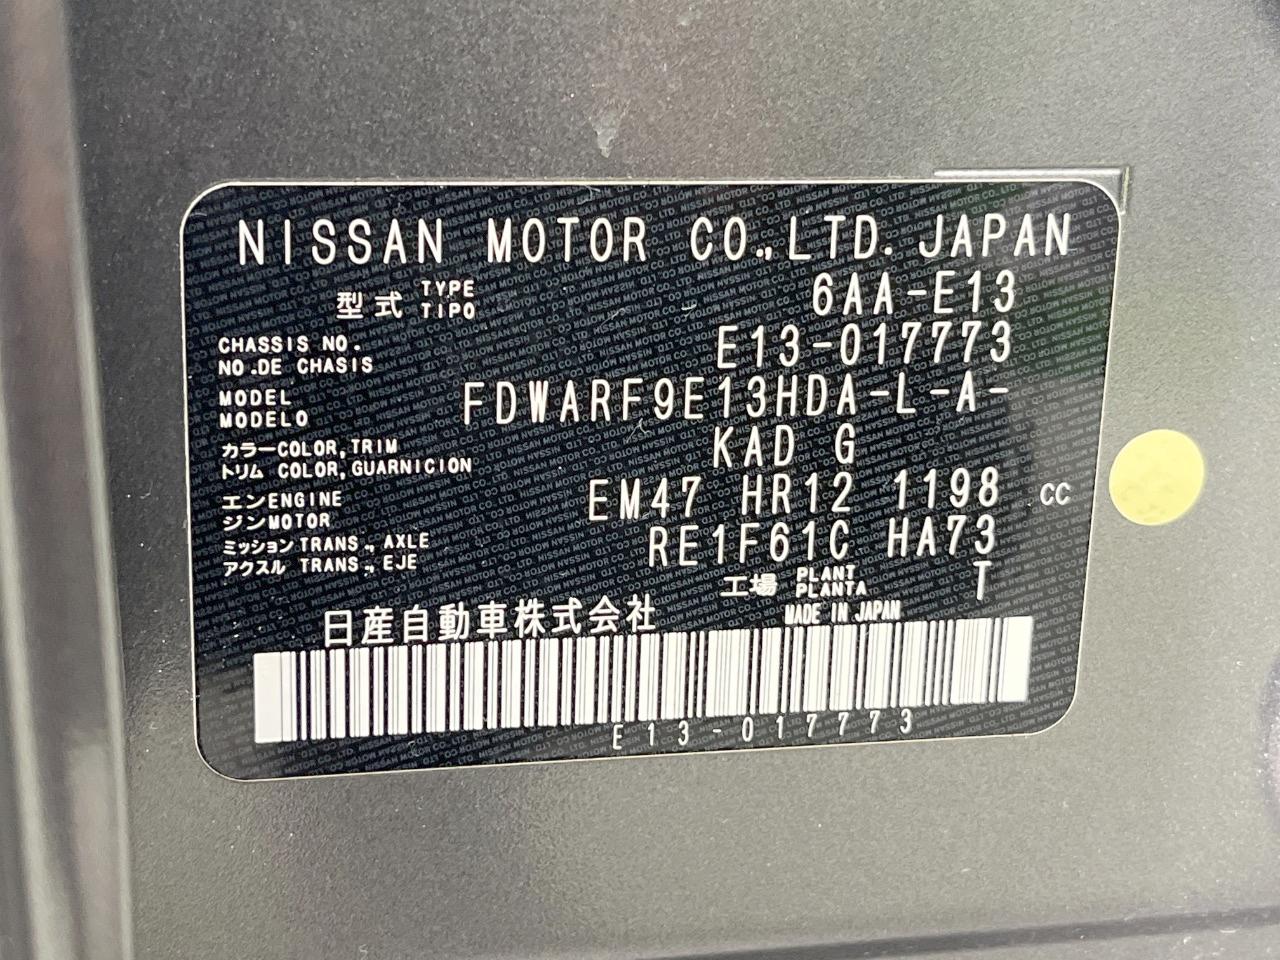 NISSAN MOTOR CO.,LTD. JAPAN
型式 TYPE TIPO 6AA-E13
CHASSIS NO. NO.DE CHASIS E13-017773
MODEL MODELO FDWARF9E13HDA-L-A-
カラー COLOR,TRIM トリム COLOR,GUARNICION KAD G
エンジン ENGINE MOTOR EM47 HR12 1198 CC
ミッション TRANS., AXLE アクスル TRANS., EJE RE1F61C HA73
工場 PLANT PLANTA T
日産自動車株式会社 MADE IN JAPAN
E13-017773